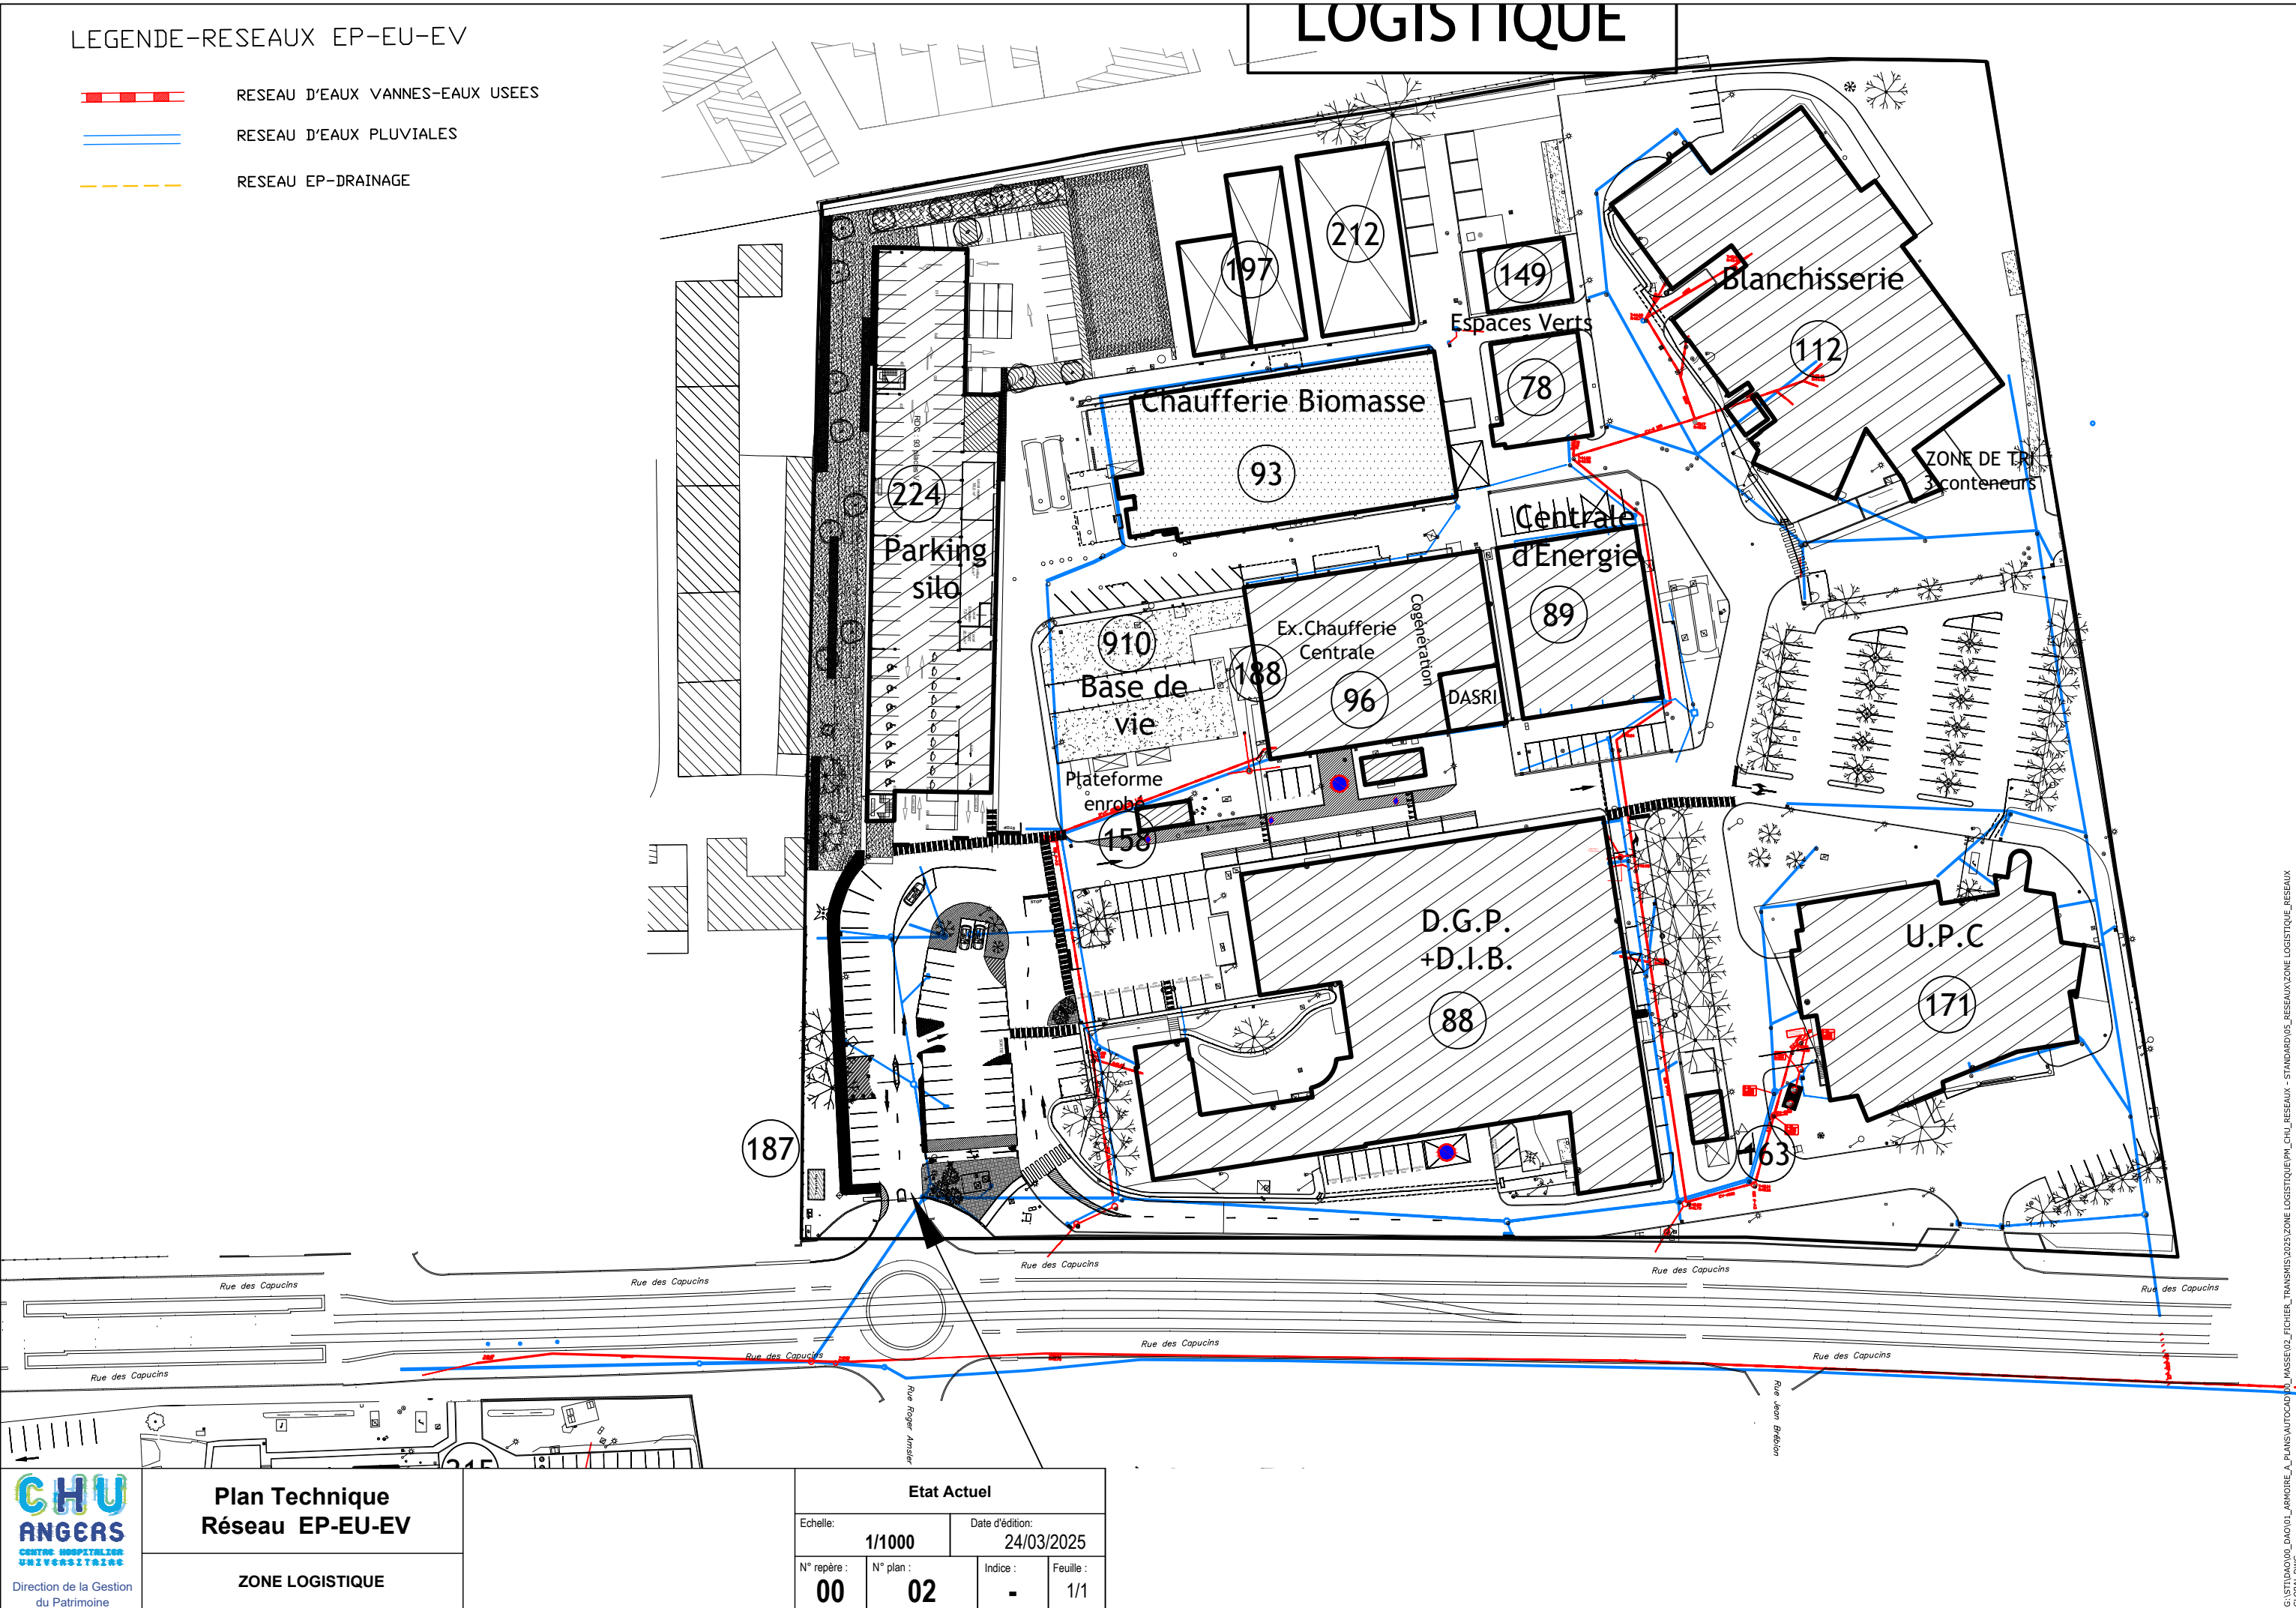 LOGISTIQUE
LEGENDE-RESEAUX EP-EU-EV
RESEAU D'EAUX VANNES-EAUX USEES
RESEAU D'EAUX PLUVIALES
RESEAU EP-DRAINAGE
212
197
149
Blanchisserie
Espaces Verts
112
78
Chaufferie Biomasse
93
ZONE DE TRI
3 conteneurs
224
Parking
silo
Centrale
d'Énergie
89
910
Base de
vie
188
Ex.Chaufferie
Centrale
Cogénération
96
DASRI
Plateforme
enrobé
158
STOP
D.G.P.
+D.I.B.
88
U.P.C
171
187
163
Rue des Capucins
Rue des Capucins
Rue des Capucins
Rue des Capucins
Rue des Capucins
Rue des Capucins
Rue des Capucins
Rue des Capucins
Rue des Capucins
Rue Roger Amsler
Rue Jean Brébion
215
CHU
ANGERS
CENTRE HOSPITALIER
UNIVERSITAIRE
Direction de la Gestion
du Patrimoine
Plan Technique
Réseau EP-EU-EV
ZONE LOGISTIQUE
Etat Actuel
Echelle:
1/1000
Date d'édition:
24/03/2025
N° repère :
00
N° plan :
02
Indice :
-
Feuille :
1/1